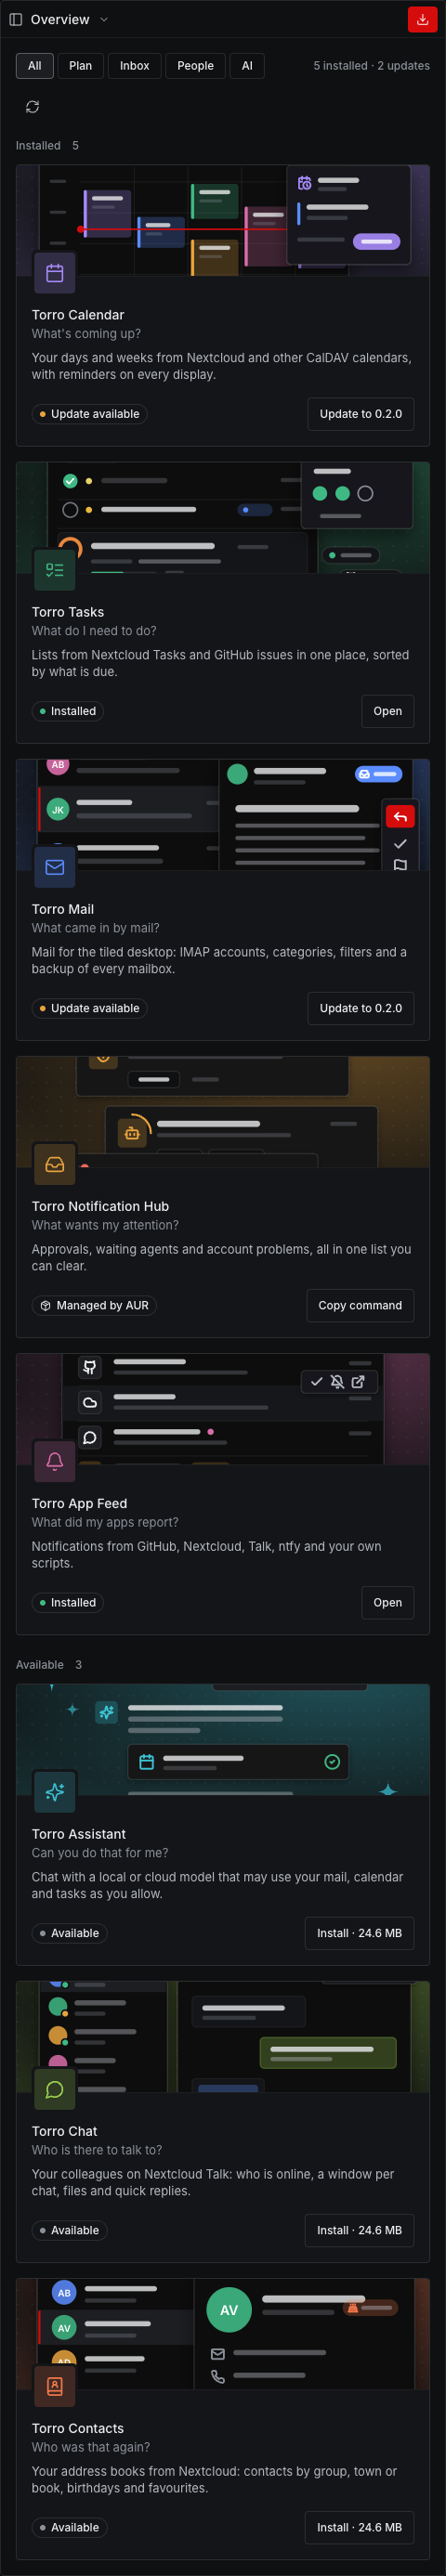 Overview
All
Plan
Inbox
People
AI
5 installed · 2 updates
Installed 5
Torro Calendar
What's coming up?
Your days and weeks from Nextcloud and other CalDAV calendars,
with reminders on every display.
Update available
Update to 0.2.0
Torro Tasks
What do I need to do?
Lists from Nextcloud Tasks and GitHub issues in one place, sorted
by what is due.
Installed
Open
AB
JK
Torro Mail
What came in by mail?
Mail for the tiled desktop: IMAP accounts, categories, filters and a
backup of every mailbox.
Update available
Update to 0.2.0
Torro Notification Hub
What wants my attention?
Approvals, waiting agents and account problems, all in one list you
can clear.
Managed by AUR
Copy command
Torro App Feed
What did my apps report?
Notifications from GitHub, Nextcloud, Talk, ntfy and your own
scripts.
Installed
Open
Available 3
Torro Assistant
Can you do that for me?
Chat with a local or cloud model that may use your mail, calendar
and tasks as you allow.
Available
Install · 24.6 MB
Torro Chat
Who is there to talk to?
Your colleagues on Nextcloud Talk: who is online, a window per
chat, files and quick replies.
Available
Install · 24.6 MB
AB
AV
AV
Torro Contacts
Who was that again?
Your address books from Nextcloud: contacts by group, town or
book, birthdays and favourites.
Available
Install · 24.6 MB